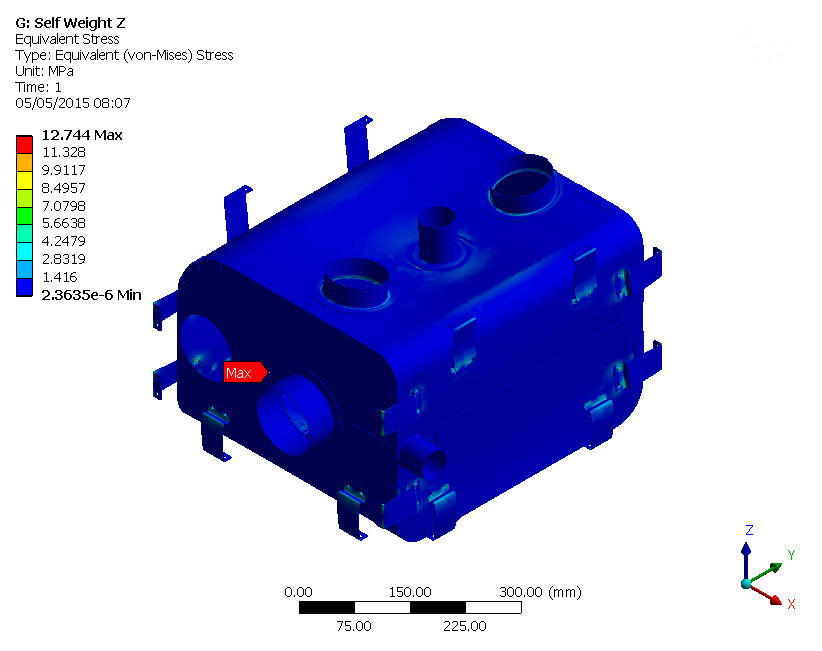 G: Self Weight Z
Equivalent Stress
Type: Equivalent (von-Mises) Stress
Unit: MPa
Time: 1
05/05/2015 08:07
12.744 Max
11.328
9.9117
8.4957
7.0798
5.6638
4.2479
2.8319
1.416
2.3635e-6 Min
Max
0.00 150.00 300.00 (mm)
75.00 225.00
Z
Y
X